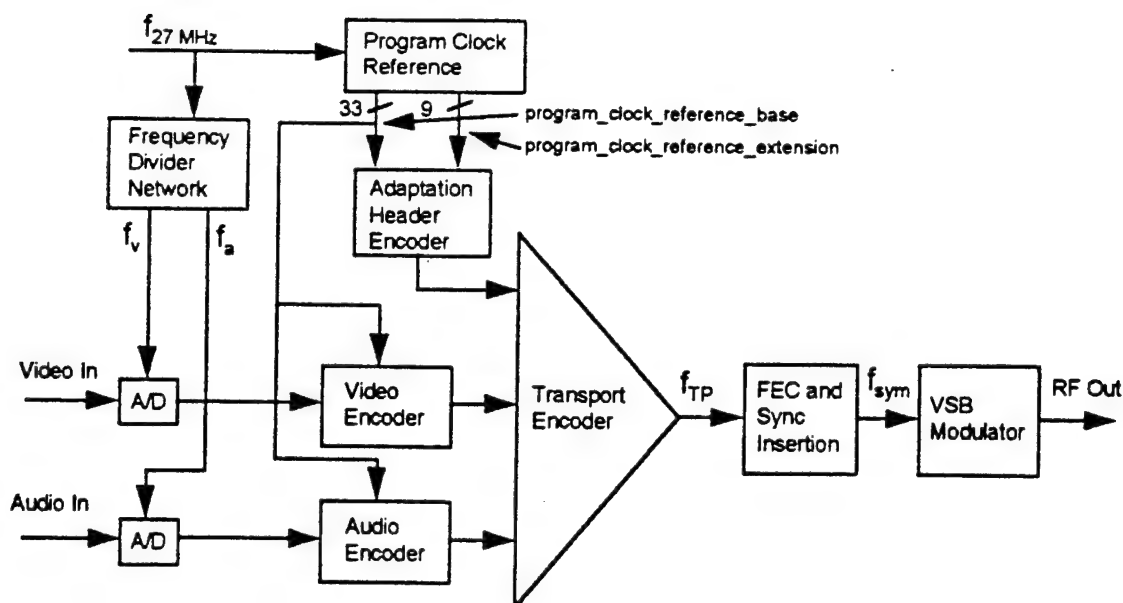 f27 MHz
Program Clock
Reference
33
9
program_clock_reference_base
program_clock_reference_extension
Frequency
Divider
Network
Adaptation
Header
Encoder
fv
fa
Video In
A/D
Video
Encoder
Transport
Encoder
fTP
FEC and
Sync
Insertion
fsym
VSB
Modulator
RF Out
Audio In
A/D
Audio
Encoder